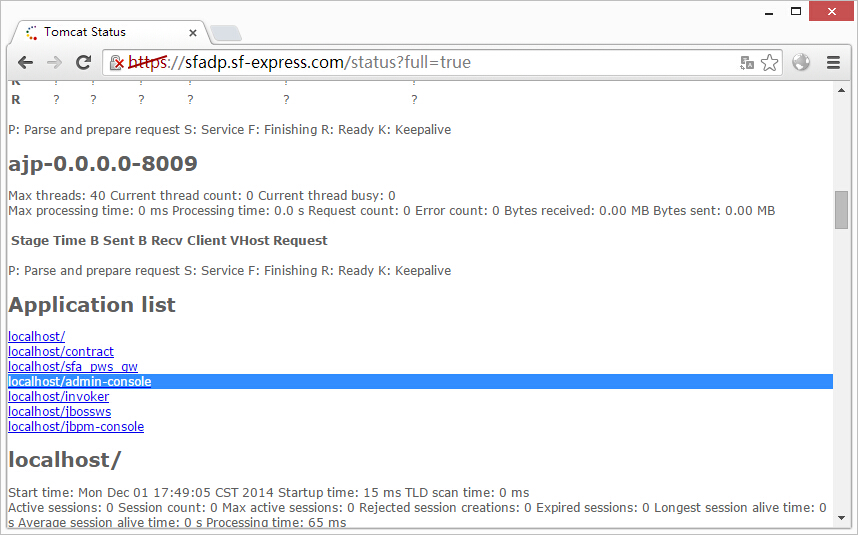 Tomcat Status
https://sfadp.sf-express.com/status?full=true
R ? ? ? ? ? ?
R ? ? ? ? ? ?
P: Parse and prepare request S: Service F: Finishing R: Ready K: Keepalive
ajp-0.0.0.0-8009
Max threads: 40 Current thread count: 0 Current thread busy: 0
Max processing time: 0 ms Processing time: 0.0 s Request count: 0 Error count: 0 Bytes received: 0.00 MB Bytes sent: 0.00 MB
Stage Time B Sent B Recv Client VHost Request
P: Parse and prepare request S: Service F: Finishing R: Ready K: Keepalive
Application list
localhost/
localhost/contract
localhost/sfa_pws_gw
localhost/admin-console
localhost/invoker
localhost/jbossws
localhost/jbpm-console
localhost/
Start time: Mon Dec 01 17:49:05 CST 2014 Startup time: 15 ms TLD scan time: 0 ms
Active sessions: 0 Session count: 0 Max active sessions: 0 Rejected session creations: 0 Expired sessions: 0 Longest session alive time: 0
s Average session alive time: 0 s Processing time: 65 ms